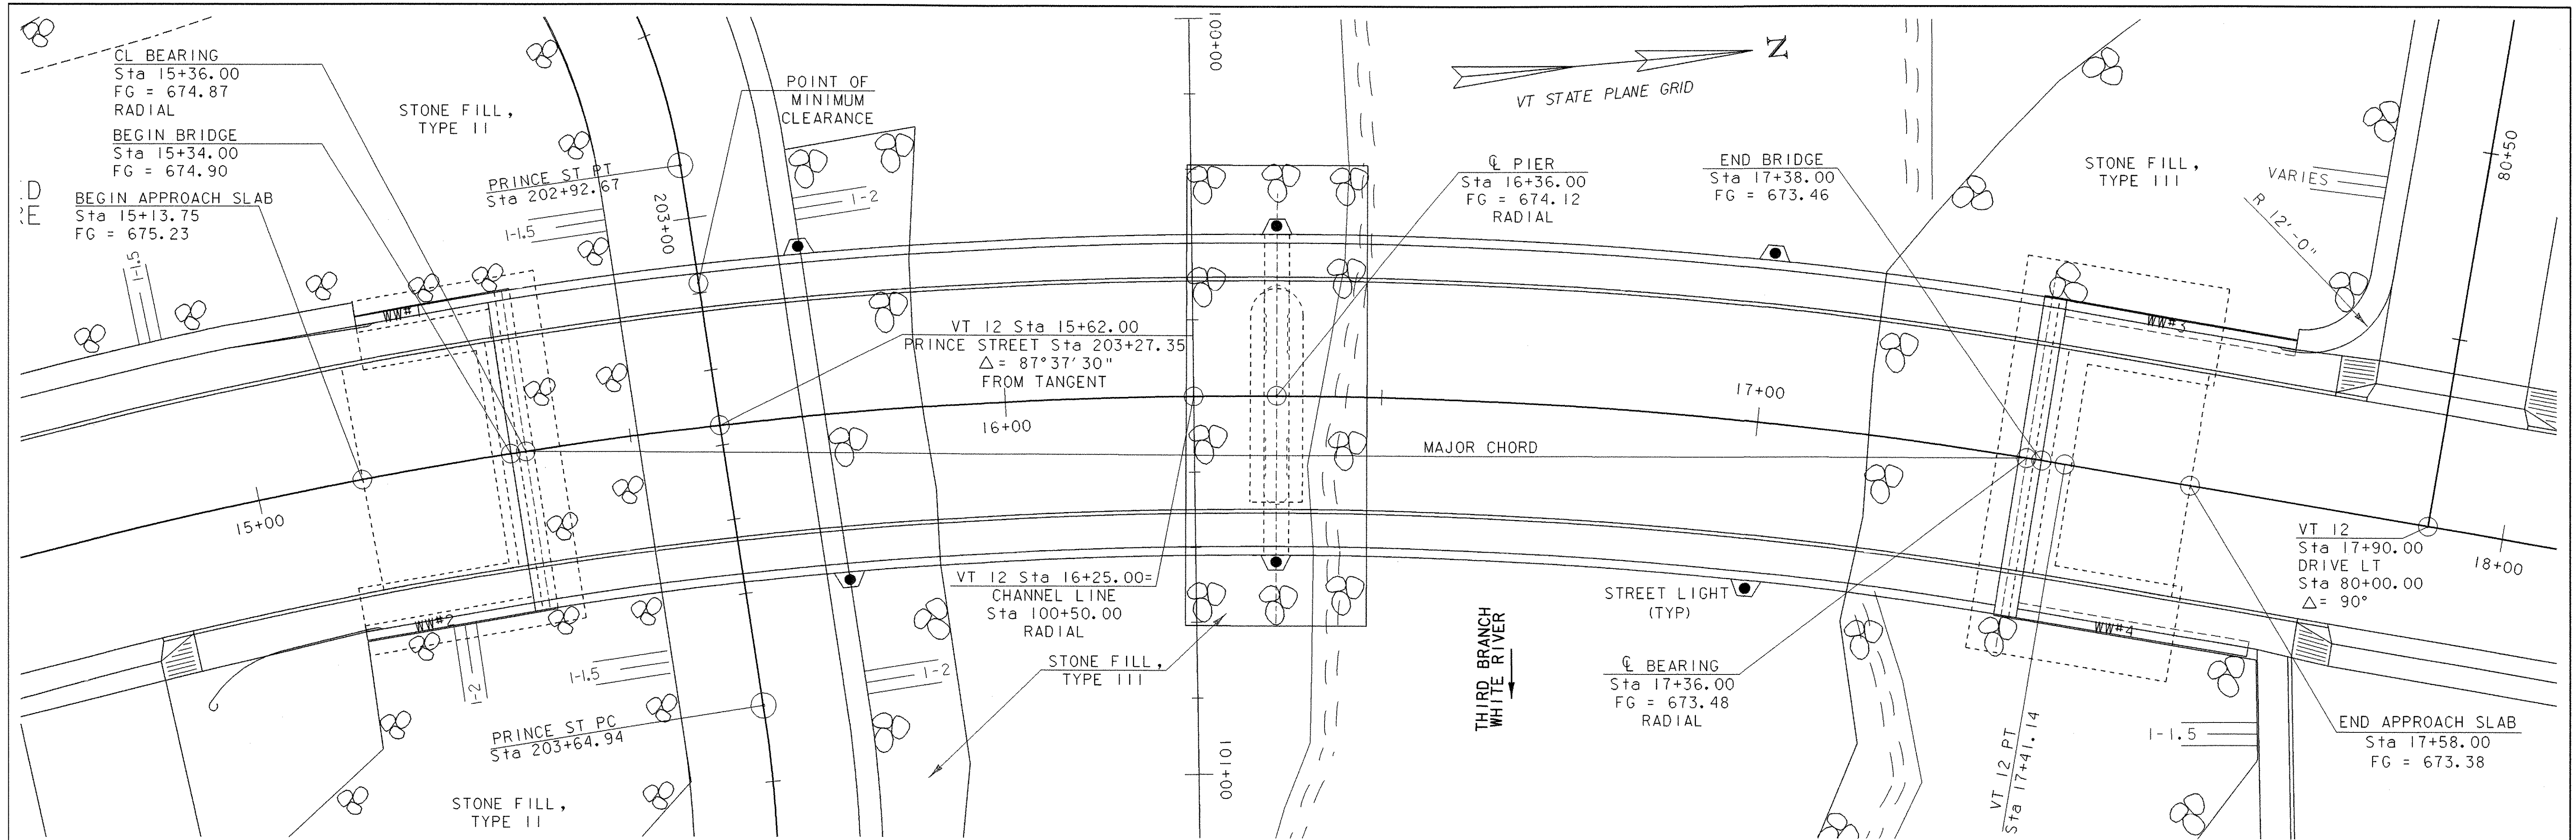 CL BEARING
Sta 15+36.00
FG = 674.87
RADIAL
BEGIN BRIDGE
Sta 15+34.00
FG = 674.90
BEGIN APPROACH SLAB
Sta 15+13.75
FG = 675.23
STONE FILL,
TYPE II
PRINCE ST PT
Sta 202+92.67
1-1.5
1-1.5
203+00
POINT OF
MINIMUM
CLEARANCE
1-2
100+00
VT STATE PLANE GRID
N
℄ PIER
Sta 16+36.00
FG = 674.12
RADIAL
END BRIDGE
Sta 17+38.00
FG = 673.46
STONE FILL,
TYPE III
VARIES
R 12'-0"
80+50
WW#1
VT 12 Sta 15+62.00
PRINCE STREET Sta 203+27.35
△= 87°37'30"
FROM TANGENT
WW#3
15+00
16+00
17+00
MAJOR CHORD
18+00
VT 12
Sta 17+90.00
DRIVE LT
Sta 80+00.00
△= 90°
VT 12 Sta 16+25.00=
CHANNEL LINE
Sta 100+50.00
RADIAL
STREET LIGHT
(TYP)
WW#2
WW#4
1-2
1-1.5
1-2
STONE FILL,
TYPE III
THIRD BRANCH
WHITE RIVER
℄ BEARING
Sta 17+36.00
FG = 673.48
RADIAL
PRINCE ST PC
Sta 203+64.94
101+00
VT 12 PT
Sta 17+41.14
1-1.5
END APPROACH SLAB
Sta 17+58.00
FG = 673.38
STONE FILL,
TYPE II